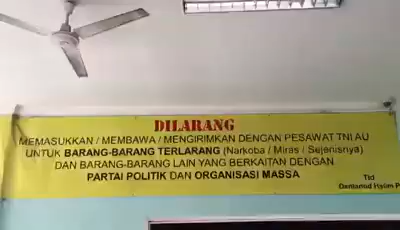 DILARANG
MEMASUKKAN / MEMBAWA / MENGIRIMKAN DENGAN PESAWAT TNI AU
UNTUK BARANG-BARANG TERLARANG (Narkoba / Miras / Sejenisnya)
DAN BARANG-BARANG LAIN YANG BERKAITAN DENGAN
PARTAI POLITIK DAN ORGANISASI MASSA
Ttd